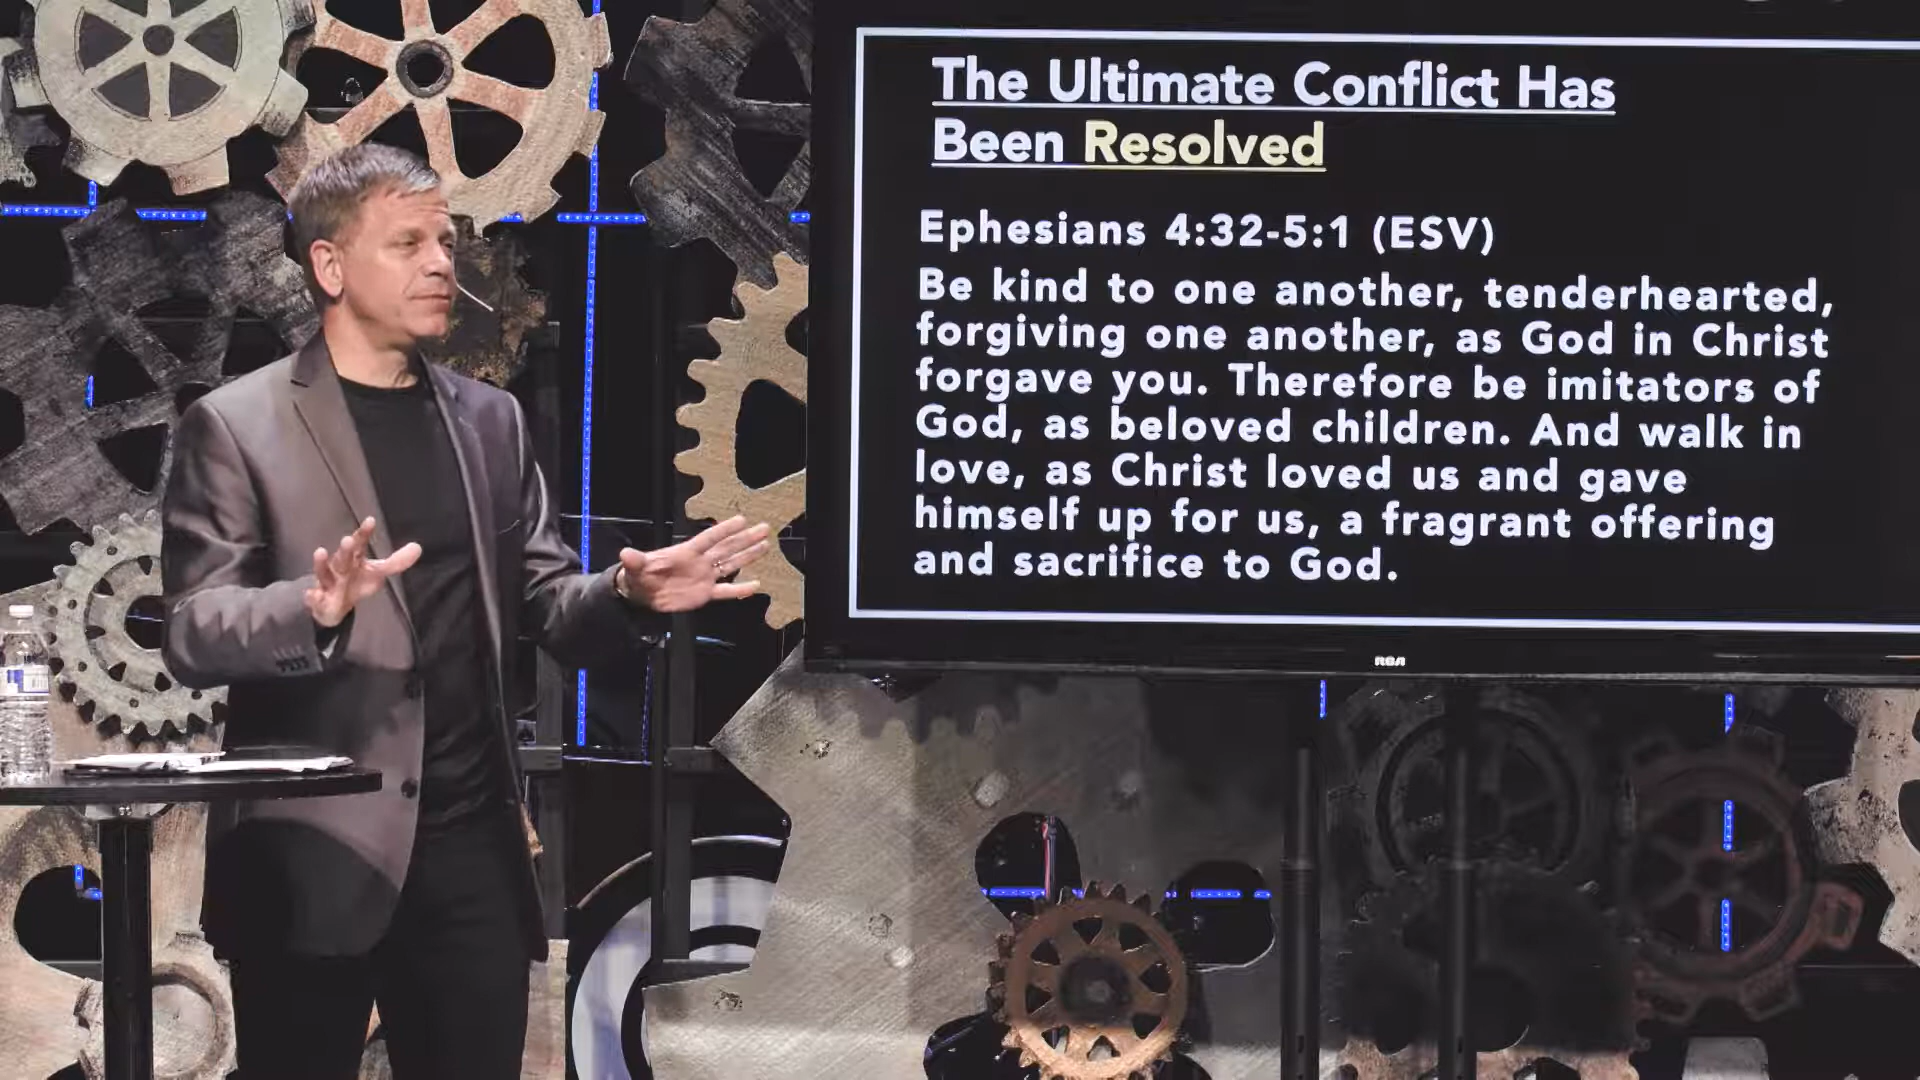 The Ultimate Conflict Has
Been Resolved
Ephesians 4:32-5:1 (ESV)
Be kind to one another, tenderhearted,
forgiving one another, as God in Christ
forgave you. Therefore be imitators of
God, as beloved children. And walk in
love, as Christ loved us and gave
himself up for us, a fragrant offering
and sacrifice to God.
RCA